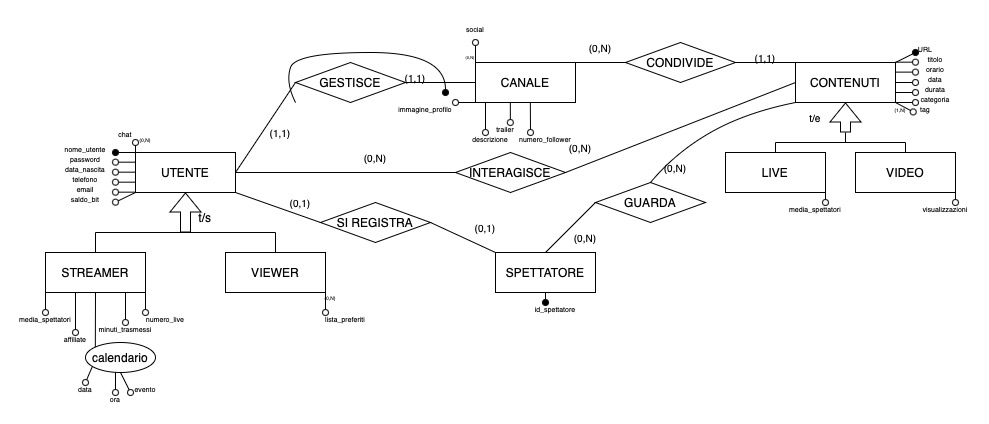 social
(0,N)
CONDIVIDE
(1,1)
URL
titolo
orario
data
durata
categoria
tag
(1,N)
CONTENUTI
GESTISCE
(1,1)
(0,N)
CANALE
immagine_profilo
descrizione
trailer
numero_follower
t/e
(1,1)
chat
(0,N)
nome_utente
password
data_nascita
telefono
email
saldo_bit
UTENTE
(0,N)
INTERAGISCE
(0,N)
(0,N)
LIVE
VIDEO
media_spettatori
visualizzazioni
t/s
(0,1)
SI REGISTRA
(0,1)
GUARDA
(0,N)
STREAMER
VIEWER
SPETTATORE
(0,N)
lista_preferiti
id_spettatore
media_spettatori
affiliate
minuti_trasmessi
numero_live
calendario
data
ora
evento